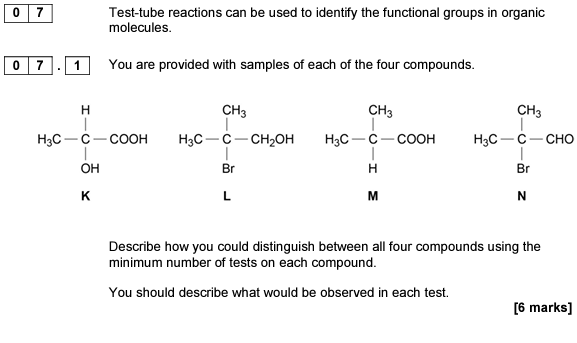 0 7 Test-tube reactions can be used to identify the functional groups in organic
molecules.
0 7 . 1 You are provided with samples of each of the four compounds.
H CH₃ CH₃ CH₃
H₃C — C — COOH H₃C — C — CH₂OH H₃C — C — COOH H₃C — C — CHO
OH Br H Br
K L M N
Describe how you could distinguish between all four compounds using the
minimum number of tests on each compound.
You should describe what would be observed in each test.
[6 marks]